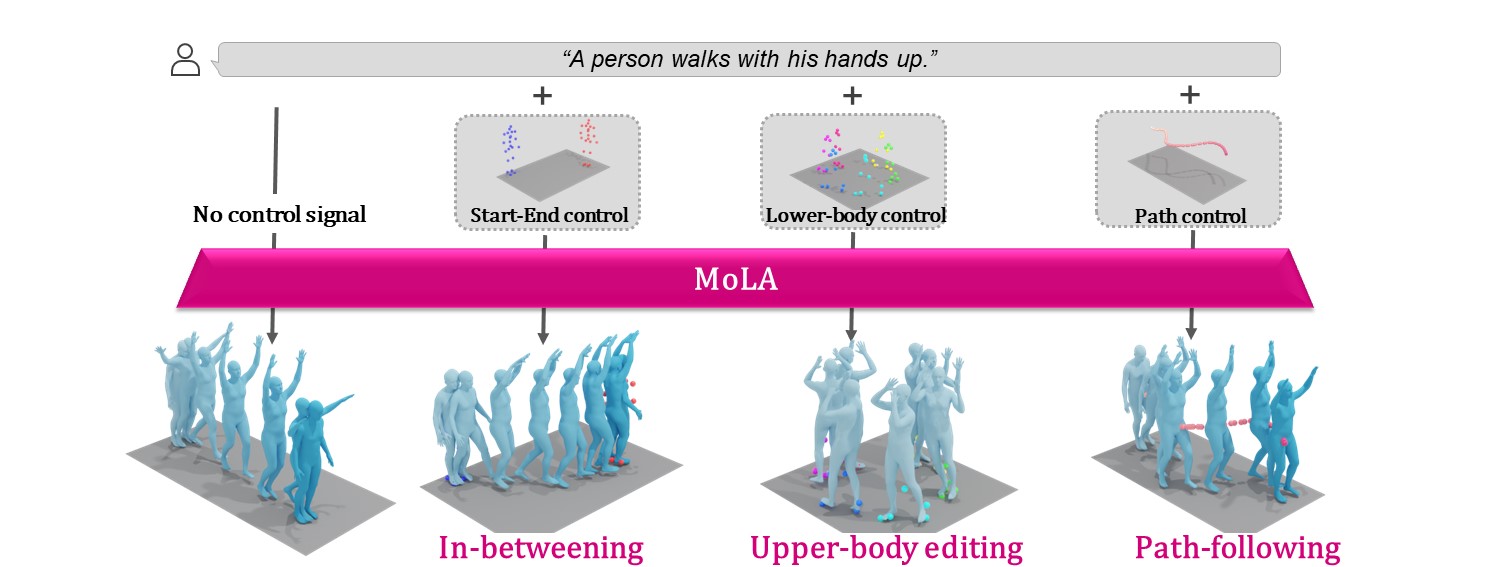 “A person walks with his hands up.”
+ + +
No control signal
Start-End control
Lower-body control
Path control
MoLA
In-betweening
Upper-body editing
Path-following